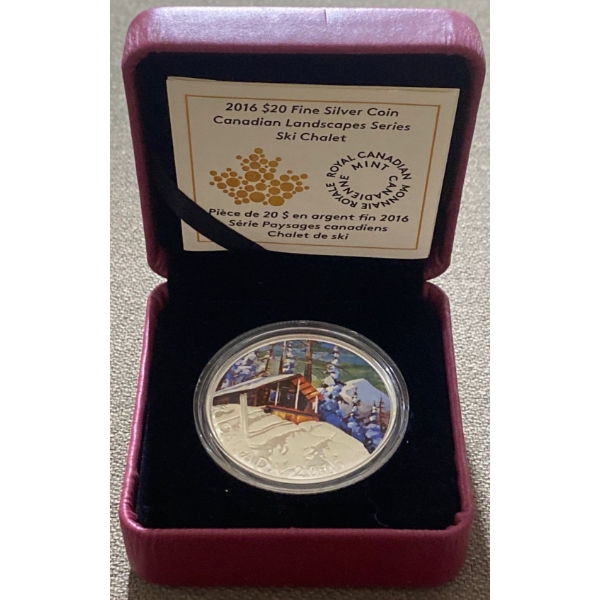 2016 $20 Fine Silver Coin
Canadian Landscapes Series
Ski Chalet
ROYAL CANADIAN MINT
MONNAIE ROYALE CANADIENNE
Pièce de 20 $ en argent fin 2016
Série Paysages canadiens
Chalet de ski